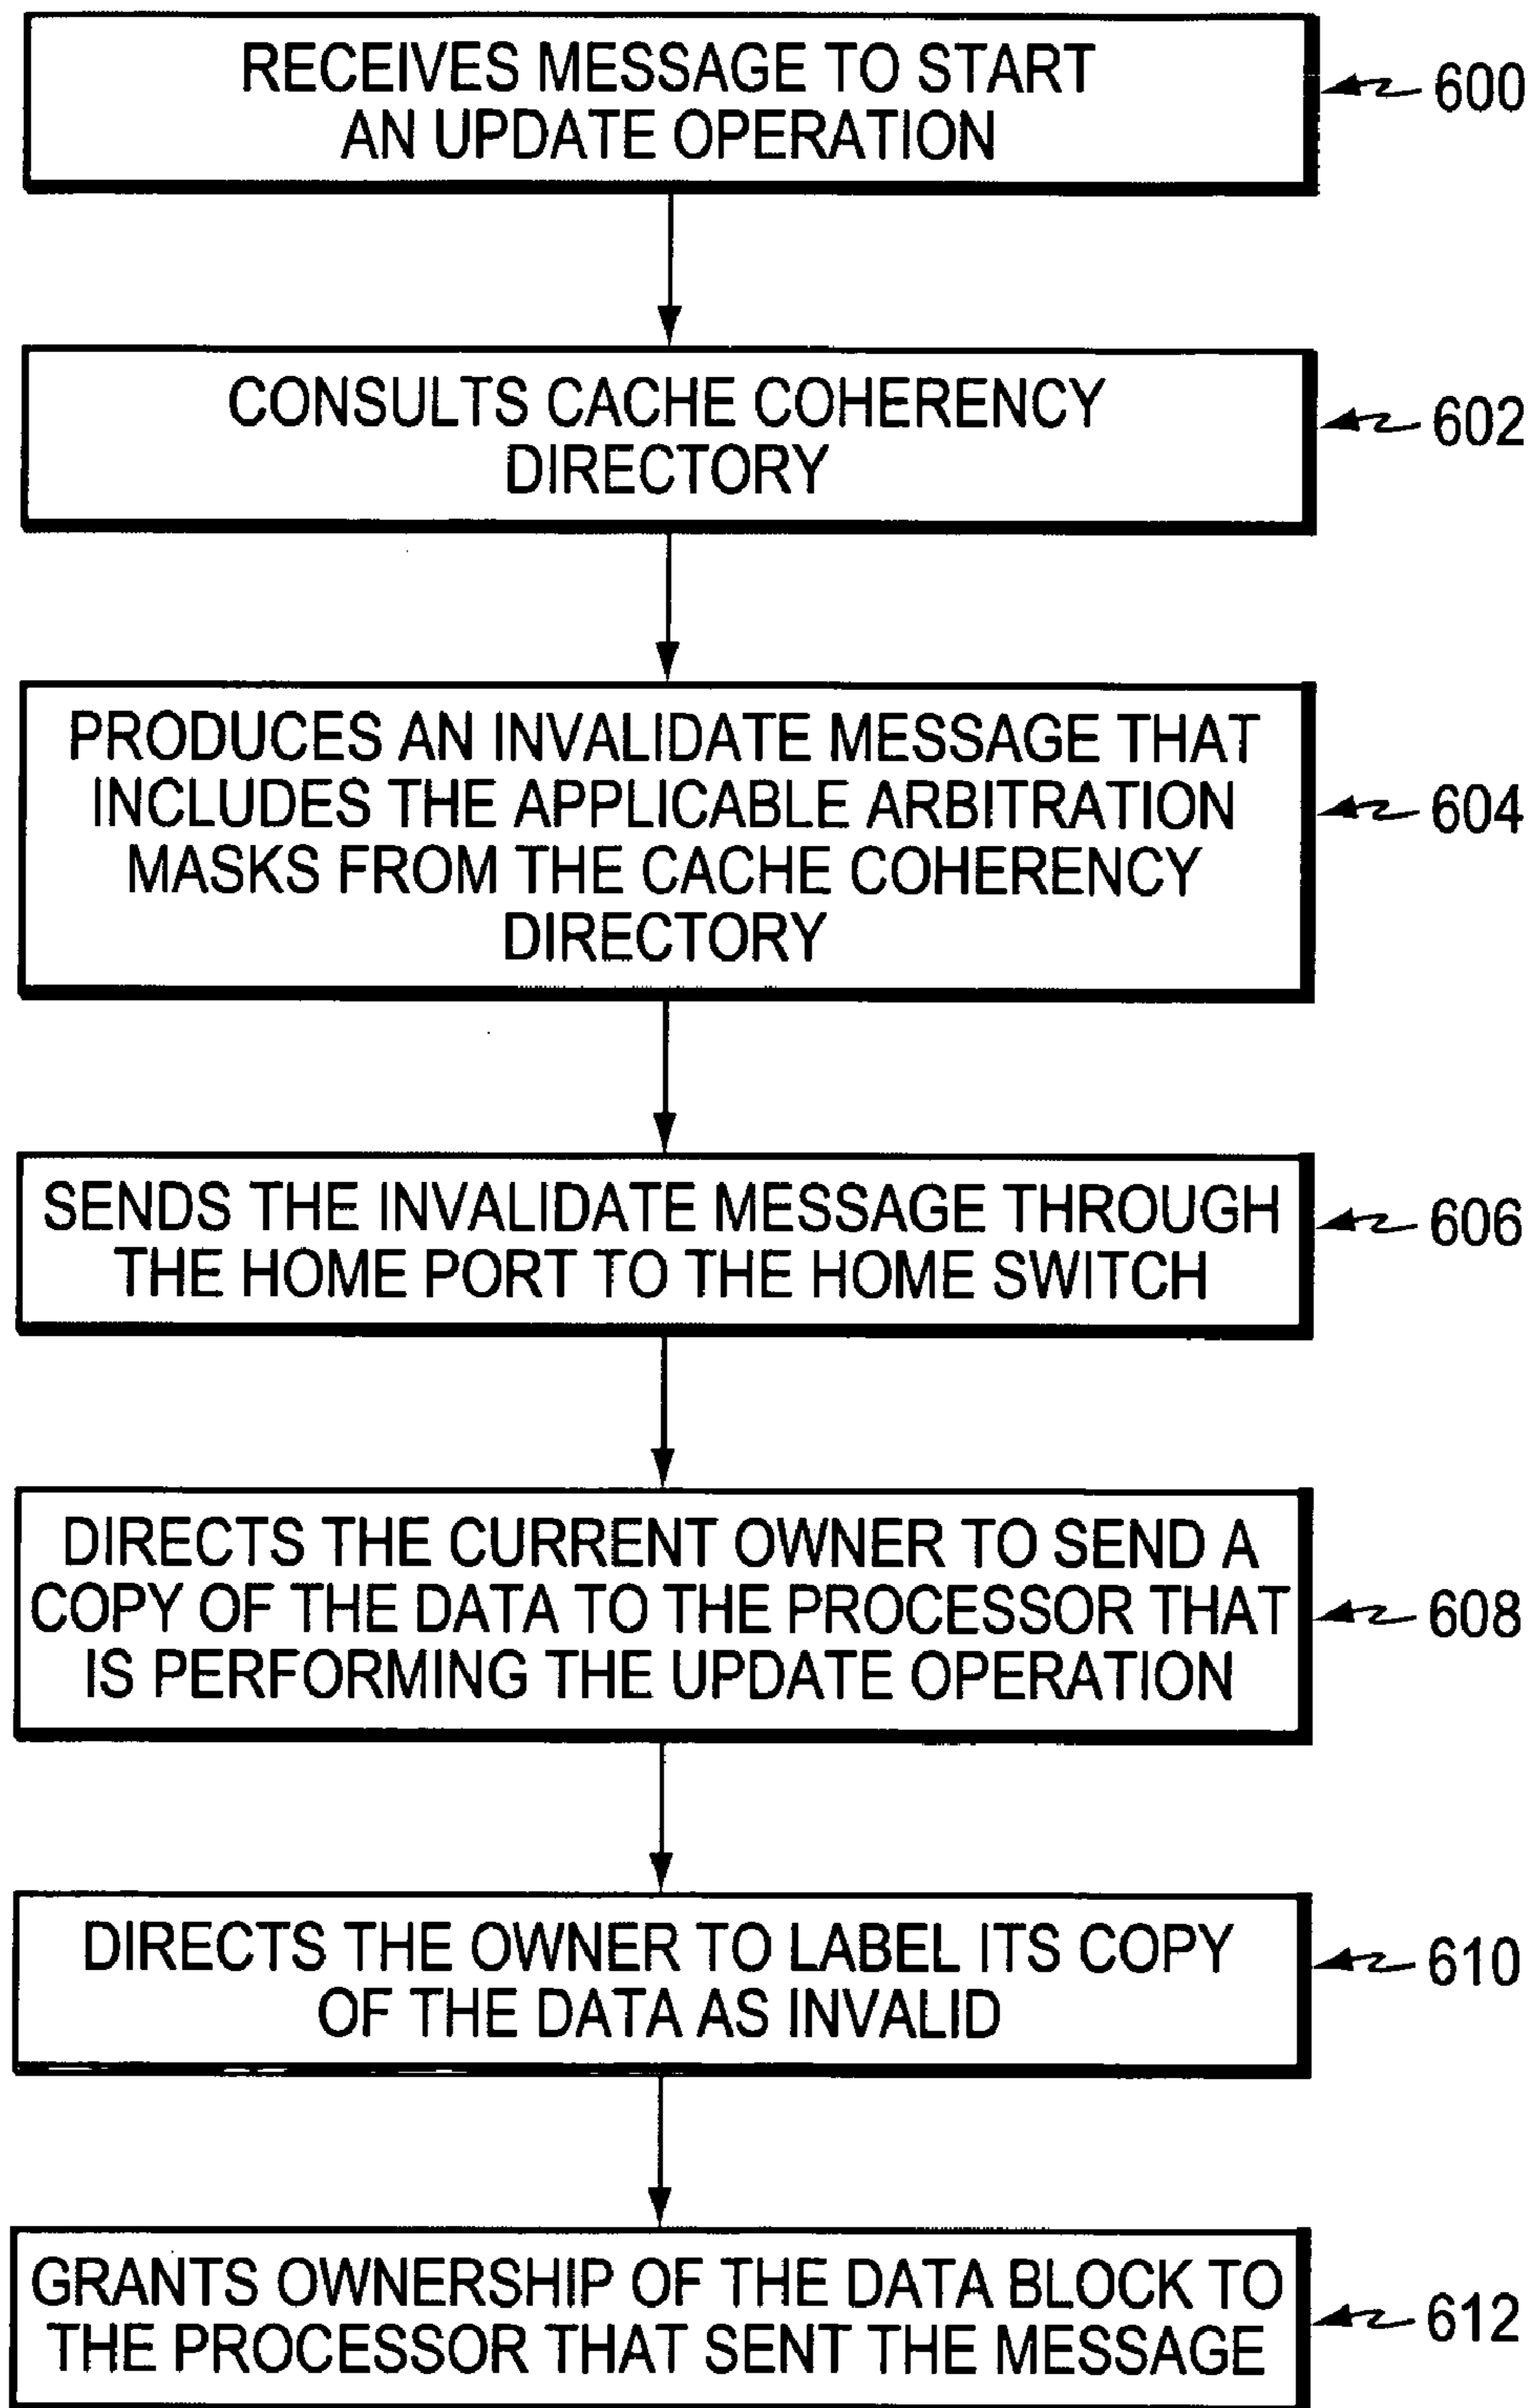 RECEIVES MESSAGE TO START
AN UPDATE OPERATION
600
CONSULTS CACHE COHERENCY
DIRECTORY
602
PRODUCES AN INVALIDATE MESSAGE THAT
INCLUDES THE APPLICABLE ARBITRATION
MASKS FROM THE CACHE COHERENCY
DIRECTORY
604
SENDS THE INVALIDATE MESSAGE THROUGH
THE HOME PORT TO THE HOME SWITCH
606
DIRECTS THE CURRENT OWNER TO SEND A
COPY OF THE DATA TO THE PROCESSOR THAT
IS PERFORMING THE UPDATE OPERATION
608
DIRECTS THE OWNER TO LABEL ITS COPY
OF THE DATA AS INVALID
610
GRANTS OWNERSHIP OF THE DATA BLOCK TO
THE PROCESSOR THAT SENT THE MESSAGE
612